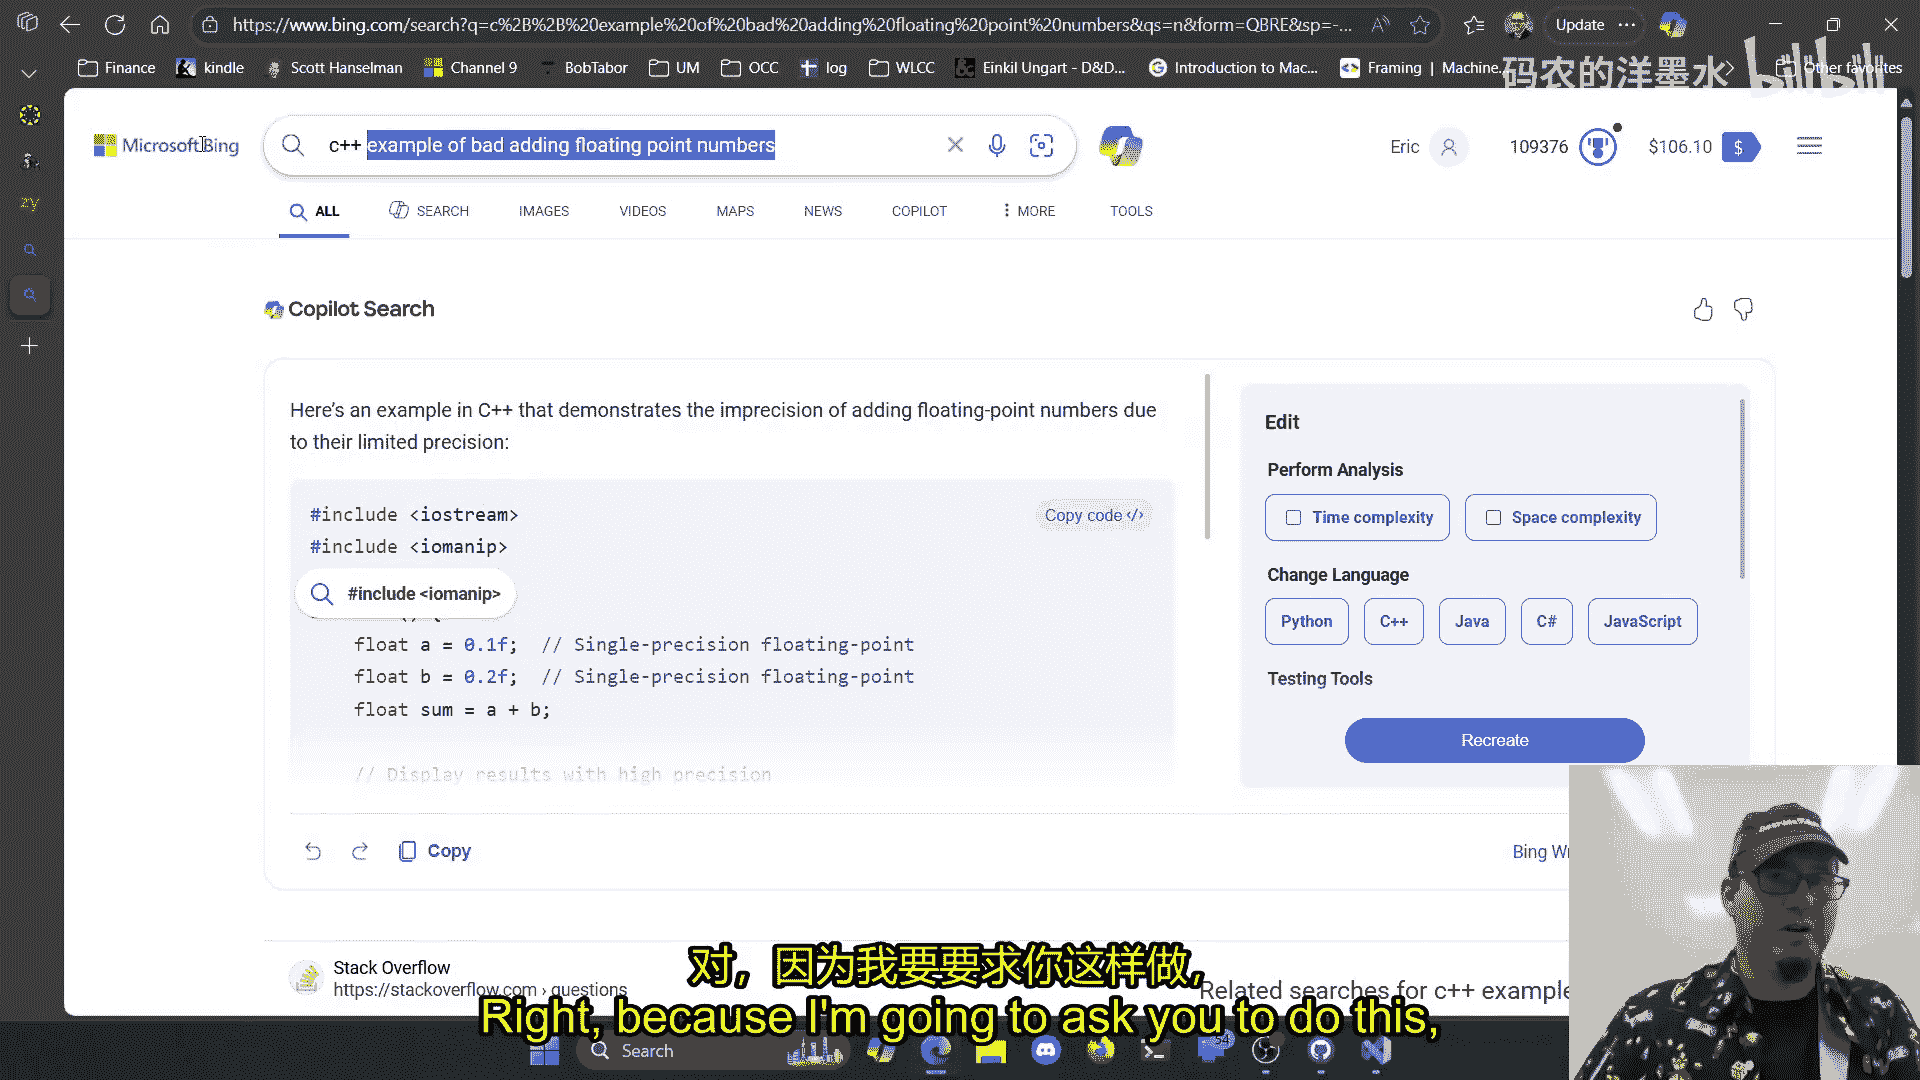 https://www.bing.com/search?q=c%2B%2B%20example%20of%20bad%20adding%20floating%20point%20numbers&qs=n&form=QBRE&sp=-...
Update
Finance
kindle
Scott Hanselman
Channel 9
BobTabor
UM
OCC
log
WLCC
Einkil Ungart - D&D...
Introduction to Mac...
Framing | Machine...
Other favorites
码农的洋墨水
bilibili
Microsoft Bing
c++ example of bad adding floating point numbers
Eric
109376
$106.10
$
zy
ALL
SEARCH
IMAGES
VIDEOS
MAPS
NEWS
COPILOT
MORE
TOOLS
Copilot Search
Here's an example in C++ that demonstrates the imprecision of adding floating-point numbers due
to their limited precision:
#include <iostream>
#include <iomanip>
Copy code </>
#include <iomanip>
float a = 0.1f; // Single-precision floating-point
float b = 0.2f; // Single-precision floating-point
float sum = a + b;
// Display results with high precision
Edit
Perform Analysis
Time complexity
Space complexity
Change Language
Python
C++
Java
C#
JavaScript
Testing Tools
Recreate
Copy
Bing Wr
Stack Overflow
https://stackoverflow.com › questions
Related searches for c++ example
对，因为我要要求你这样做，
Right, because I'm going to ask you to do this,
Search
54